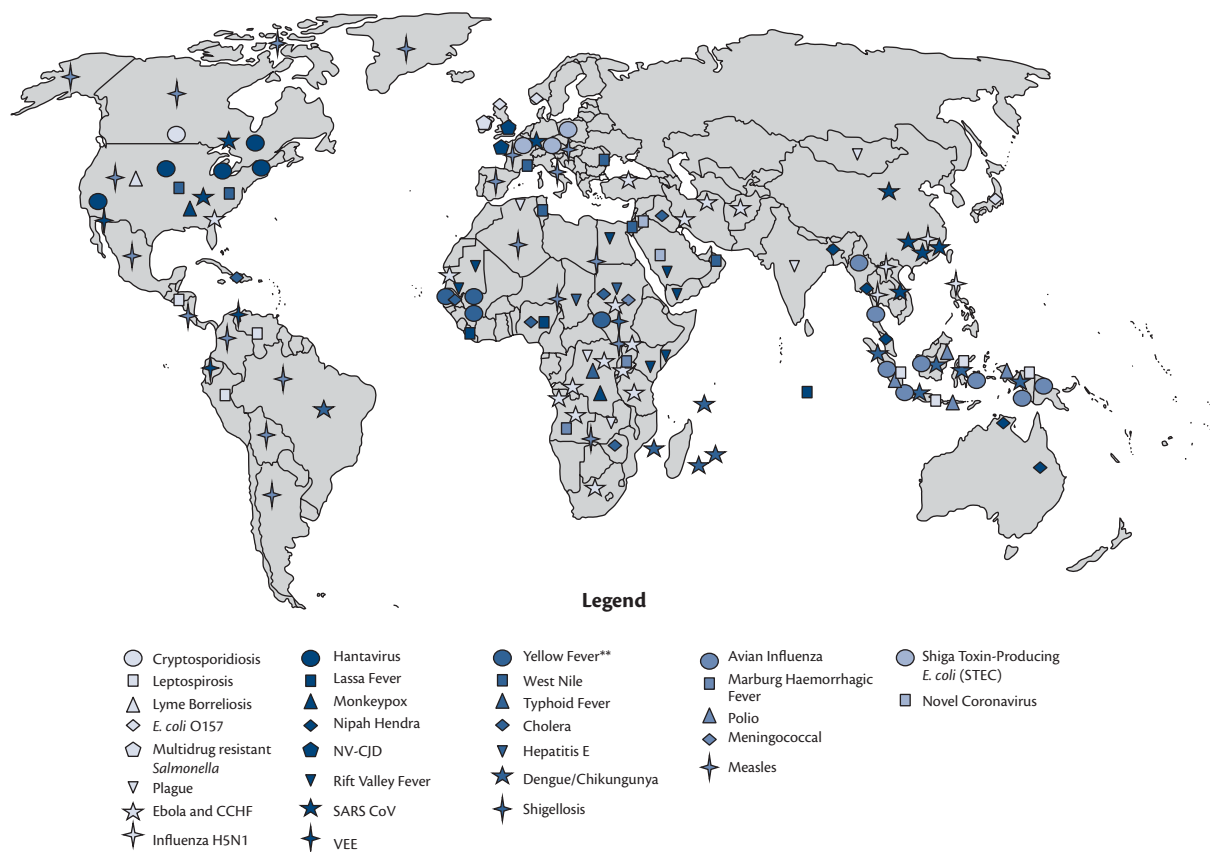 Legend
Cryptosporidiosis
Leptospirosis
Lyme Borreliosis
E. coli O157
Multidrug resistant
Salmonella
Plague
Ebola and CCHF
Influenza H5N1
Hantavirus
Lassa Fever
Monkeypox
Nipah Hendra
NV-CJD
Rift Valley Fever
SARS CoV
VEE
Yellow Fever**
West Nile
Typhoid Fever
Cholera
Hepatitis E
Dengue/Chikungunya
Shigellosis
Avian Influenza
Marburg Haemorrhagic
Fever
Polio
Meningococcal
Measles
Shiga Toxin-Producing
E. coli (STEC)
Novel Coronavirus